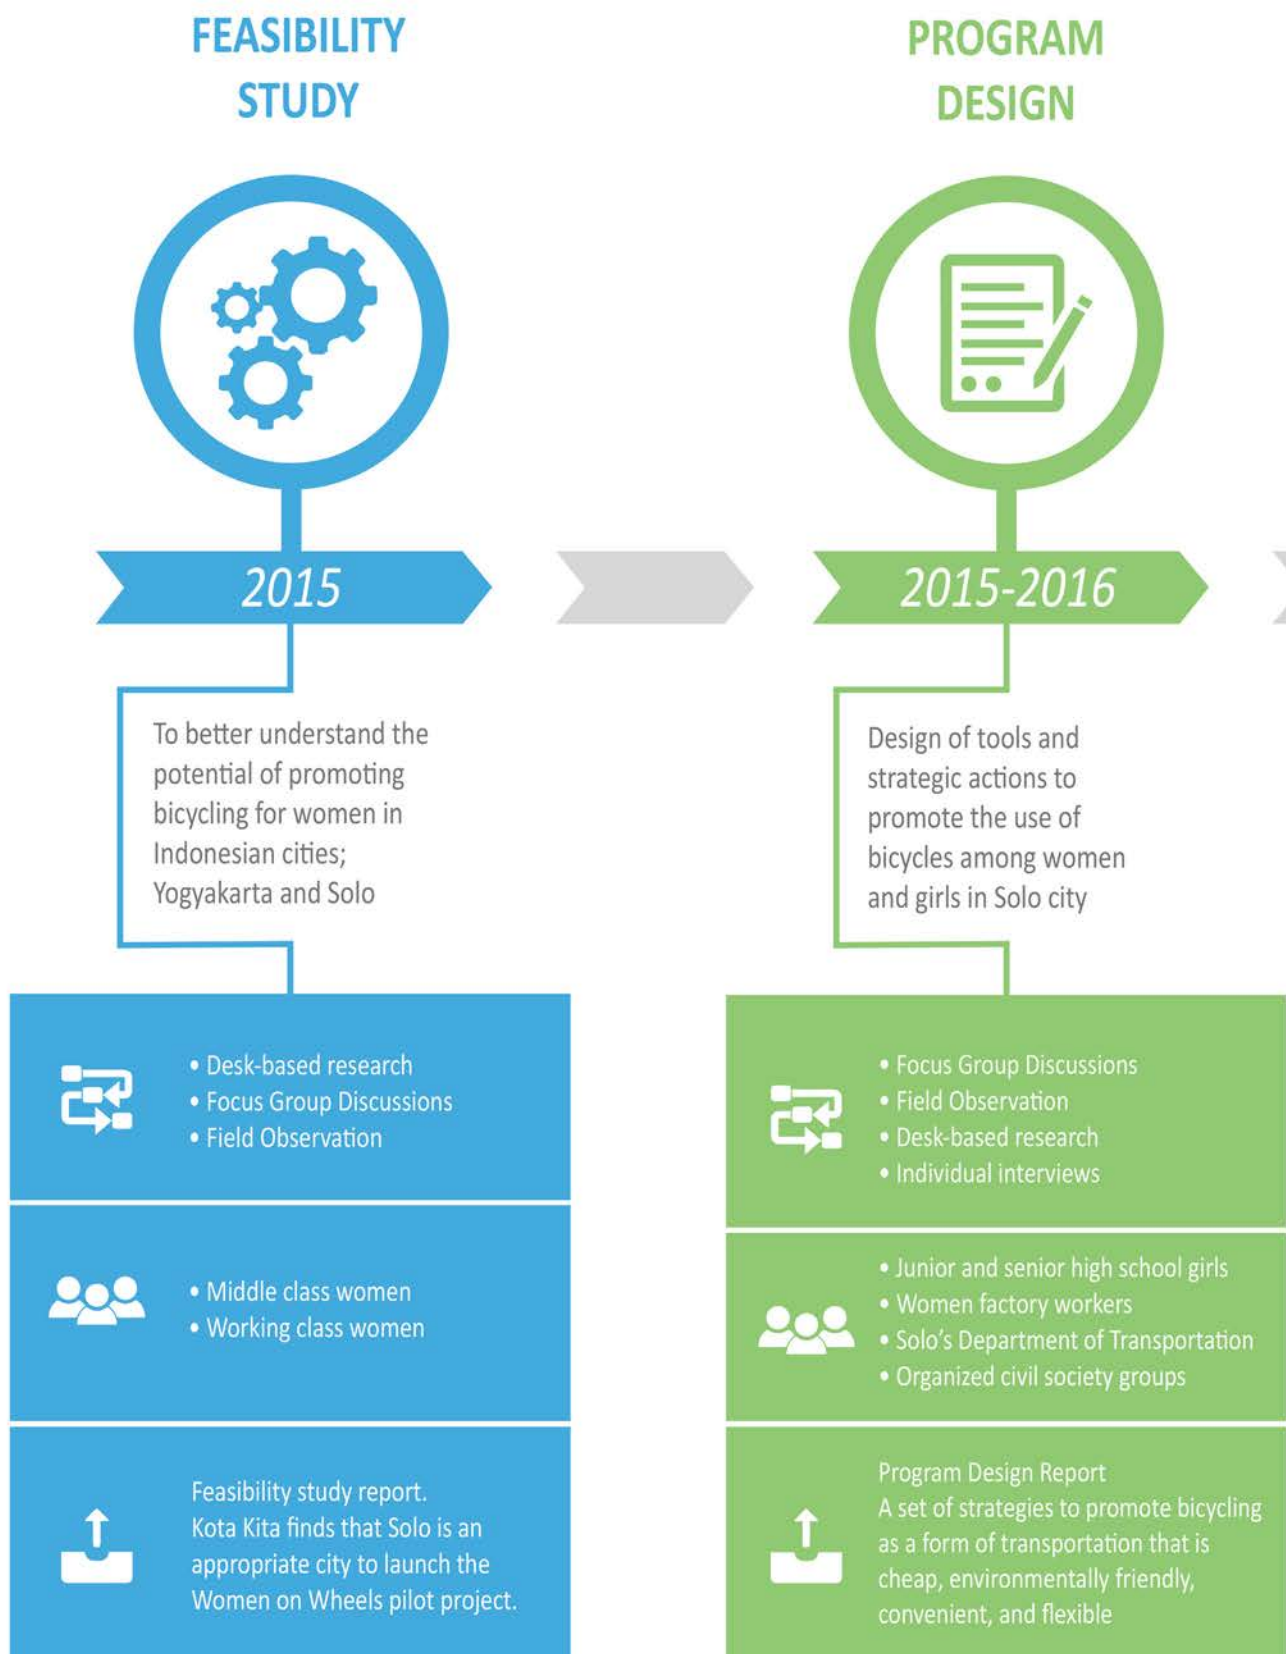 FEASIBILITY
STUDY
2015
To better understand the
potential of promoting
bicycling for women in
Indonesian cities;
Yogyakarta and Solo
• Desk-based research
• Focus Group Discussions
• Field Observation
• Middle class women
• Working class women
Feasibility study report.
Kota Kita finds that Solo is an
appropriate city to launch the
Women on Wheels pilot project.
PROGRAM
DESIGN
2015-2016
Design of tools and
strategic actions to
promote the use of
bicycles among women
and girls in Solo city
• Focus Group Discussions
• Field Observation
• Desk-based research
• Individual interviews
• Junior and senior high school girls
• Women factory workers
• Solo's Department of Transportation
• Organized civil society groups
Program Design Report
A set of strategies to promote bicycling
as a form of transportation that is
cheap, environmentally friendly,
convenient, and flexible